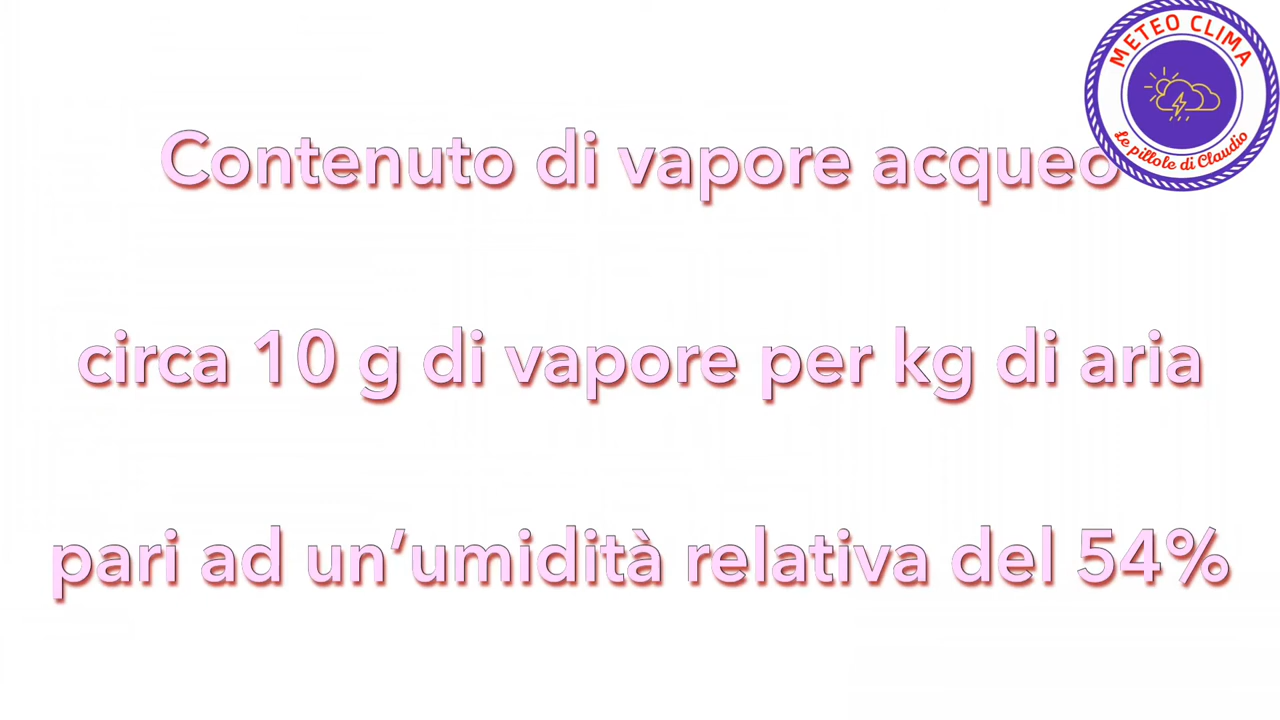 METEO CLIMA
Le pillole di Claudio
Contenuto di vapore acqueo
circa 10 g di vapore per kg di aria
pari ad un’umidità relativa del 54%